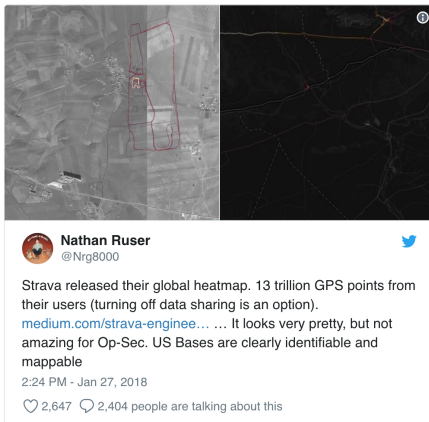 Nathan Ruser
@Nrg8000
Strava released their global heatmap. 13 trillion GPS points from
their users (turning off data sharing is an option).
medium.com/strava-enginee… … It looks very pretty, but not
amazing for Op-Sec. US Bases are clearly identifiable and
mappable
2:24 PM - Jan 27, 2018
2,647 2,404 people are talking about this